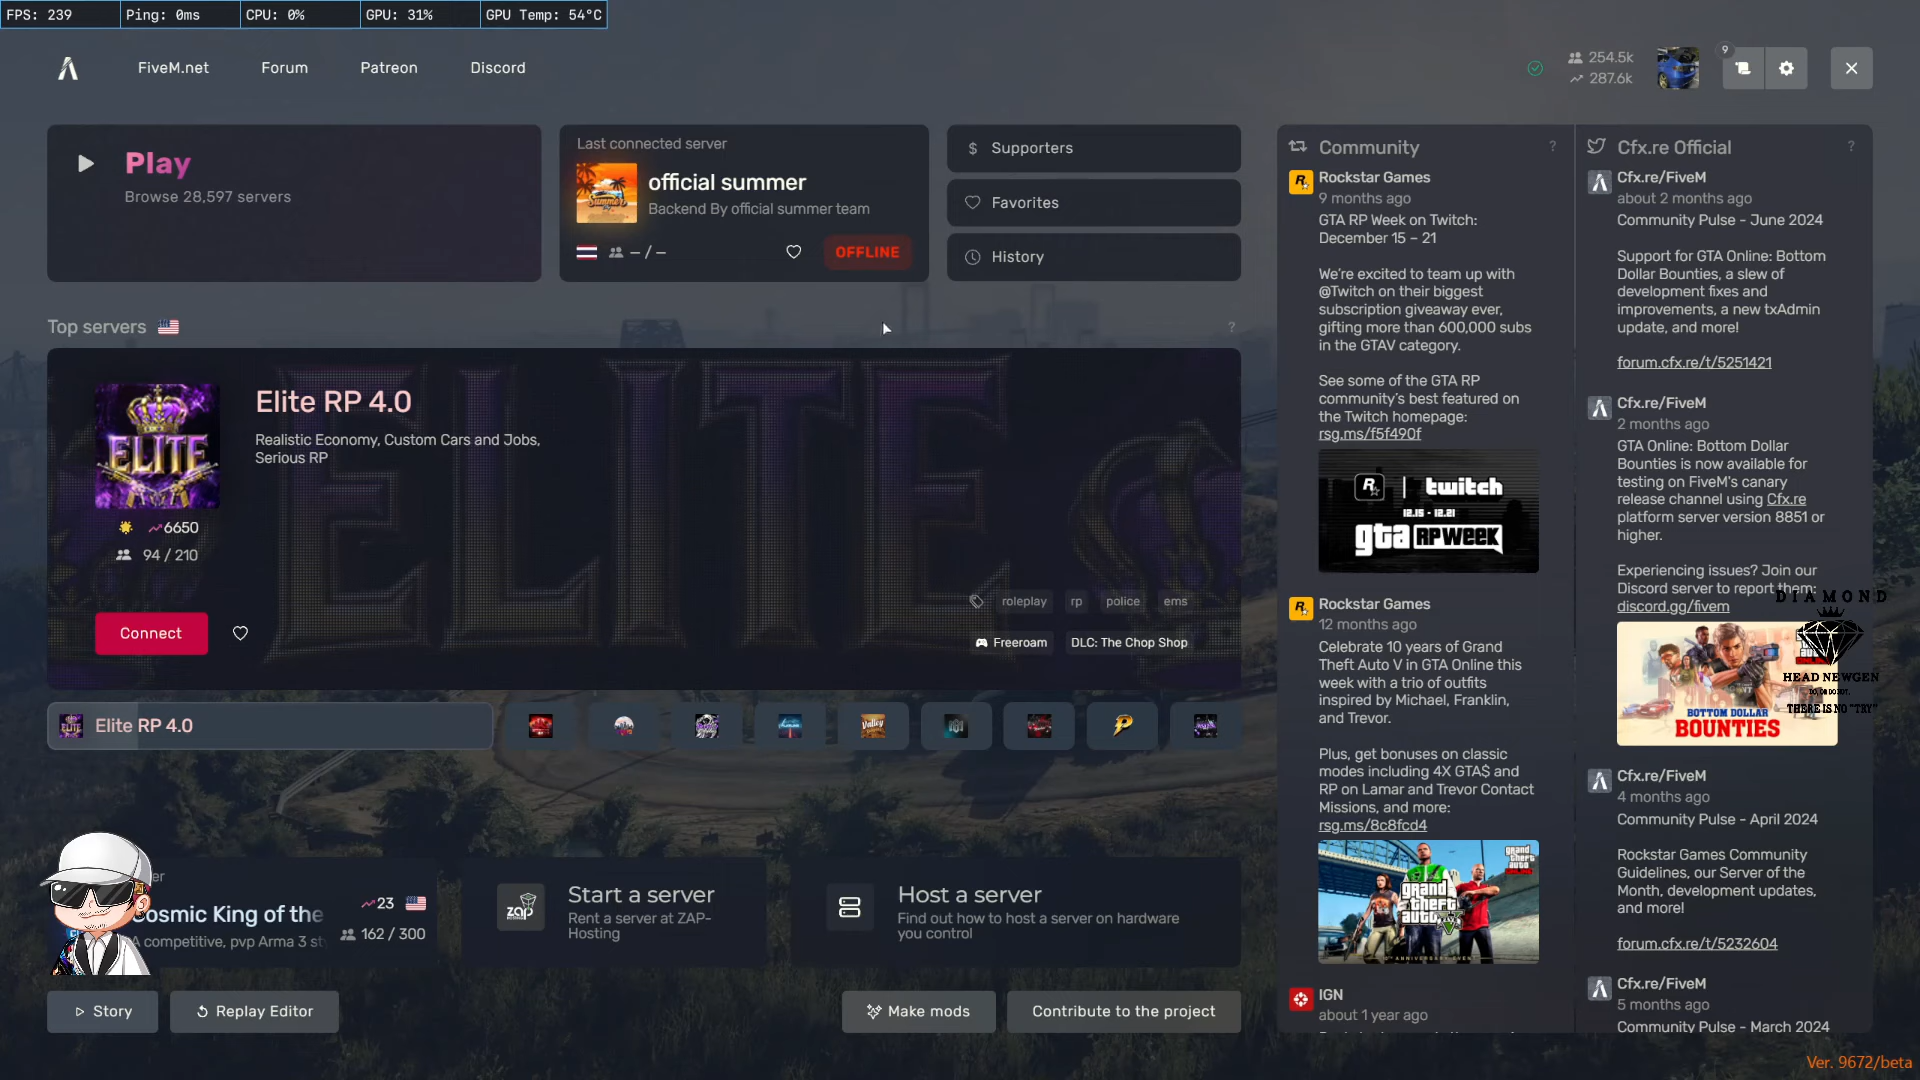 FPS: 239
Ping: 0ms
CPU: 0%
GPU: 31%
GPU Temp: 54°C
FiveM.net
Forum
Patreon
Discord
254.5k
287.6k
9
Play
Browse 28,597 servers
Last connected server
official summer
Backend By official summer team
– / –
OFFLINE
$ Supporters
Favorites
History
Top servers
?
ELITE
ELITE
Elite RP 4.0
Realistic Economy, Custom Cars and Jobs,
Serious RP
6650
94 / 210
roleplay
rp
police
ems
Connect
Freeroam
DLC: The Chop Shop
Elite RP 4.0
osmic King of the
A competitive, pvp Arma 3 st
23
162 / 300
zap
Start a server
Rent a server at ZAP-
Hosting
Host a server
Find out how to host a server on hardware
you control
Story
Replay Editor
Make mods
Contribute to the project
Community
?
Rockstar Games
9 months ago
GTA RP Week on Twitch:
December 15 – 21
We're excited to team up with
@Twitch on their biggest
subscription giveaway ever,
gifting more than 600,000 subs
in the GTAV category.
See some of the GTA RP
community's best featured on
the Twitch homepage:
rsg.ms/f5f490f
R
twitch
12.15 - 12.21
gta RP WEEK
Rockstar Games
12 months ago
Celebrate 10 years of Grand
Theft Auto V in GTA Online this
week with a trio of outfits
inspired by Michael, Franklin,
and Trevor.
Plus, get bonuses on classic
modes including 4X GTA$ and
RP on Lamar and Trevor Contact
Missions, and more:
rsg.ms/8c8fcd4
grand
theft
auto
IGN
about 1 year ago
Cfx.re Official
?
Cfx.re/FiveM
about 2 months ago
Community Pulse - June 2024
Support for GTA Online: Bottom
Dollar Bounties, a slew of
development fixes and
improvements, a new txAdmin
update, and more!
forum.cfx.re/t/5251421
Cfx.re/FiveM
2 months ago
GTA Online: Bottom Dollar
Bounties is now available for
testing on FiveM's canary
release channel using Cfx.re
platform server version 8851 or
higher.
Experiencing issues? Join our
Discord server to report them:
discord.gg/fivem
DIAMOND
HEAD NEWGEN
DO, OR DO NOT.
THERE IS NO "TRY"
BOTTOM DOLLAR
BOUNTIES
Cfx.re/FiveM
4 months ago
Community Pulse - April 2024
Rockstar Games Community
Guidelines, our Server of the
Month, development updates,
and more!
forum.cfx.re/t/5232604
Cfx.re/FiveM
5 months ago
Community Pulse - March 2024
Ver. 9672/beta